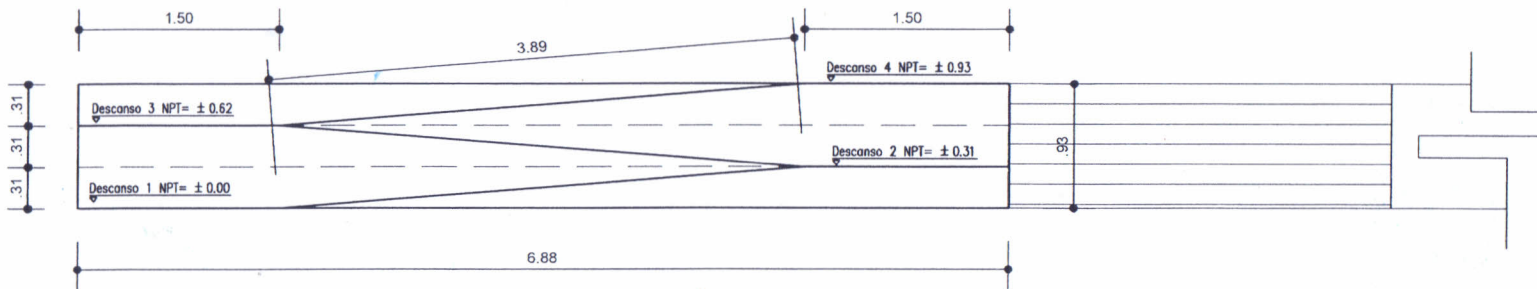 1.50
1.50
3.89
Descanso 4 NPT= ± 0.93
.31
Descanso 3 NPT= ± 0.62
.31
.93
Descanso 2 NPT= ± 0.31
.31
Descanso 1 NPT= ± 0.00
6.88